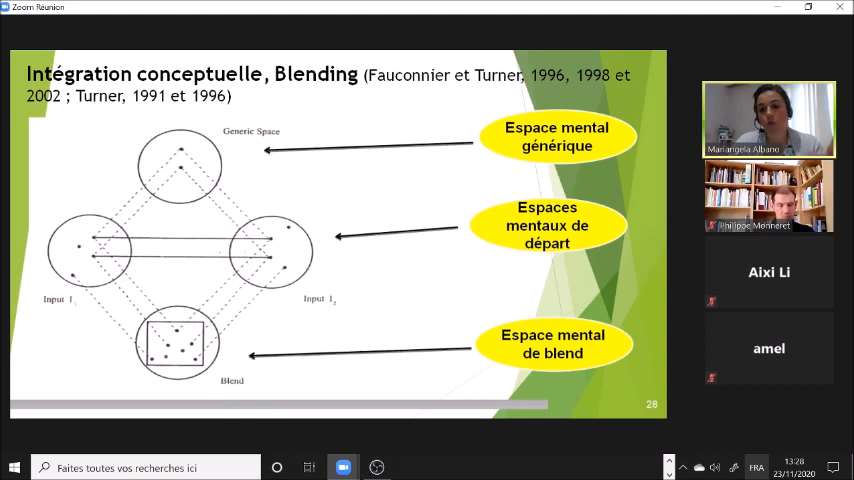 Zoom Réunion
Intégration conceptuelle, Blending (Fauconnier et Turner, 1996, 1998 et
2002 ; Turner, 1991 et 1996)
Generic Space
Espace mental
générique
Espaces
mentaux de
départ
Input I1
Input I2
Espace mental
de blend
Blend
28
Mariangela Albano
Philippe Monneret
Aixi Li
amel
Faites toutes vos recherches ici
FRA
13:28
23/11/2020